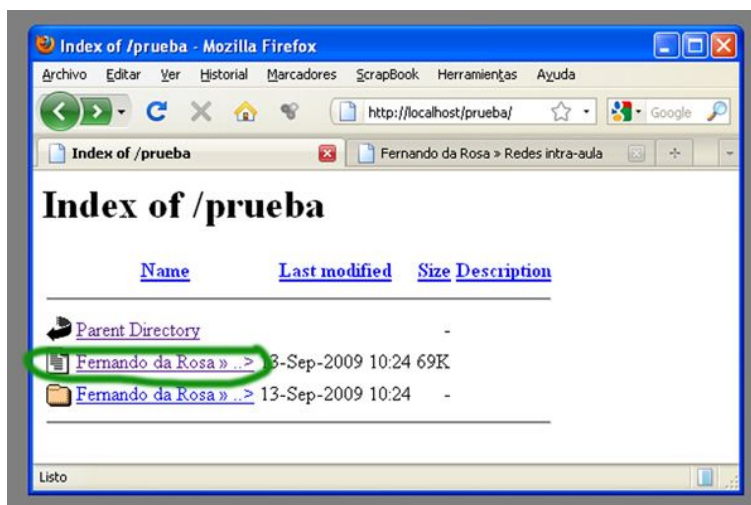 Index of /prueba - Mozilla Firefox
Archivo Editar Ver Historial Marcadores ScrapBook Herramientas Ayuda
http://localhost/prueba/ Google
Index of /prueba Fernando da Rosa » Redes intra-aula
Index of /prueba
Name Last modified Size Description
Parent Directory -
Fernando da Rosa » ..> 13-Sep-2009 10:24 69K
Fernando da Rosa » ..> 13-Sep-2009 10:24 -
Listo